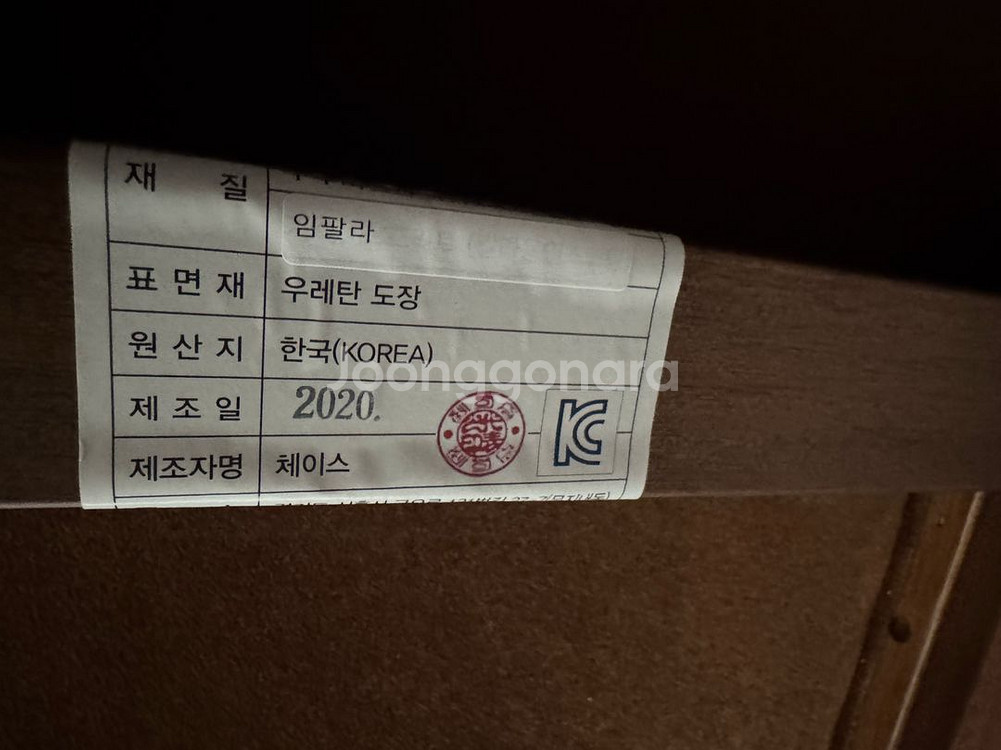 재 질
임팔라
표 면 재 우레탄 도장
원 산 지 한국(KOREA)
Joonggonara
제 조 일 2020.
KC
제조자명 체이스